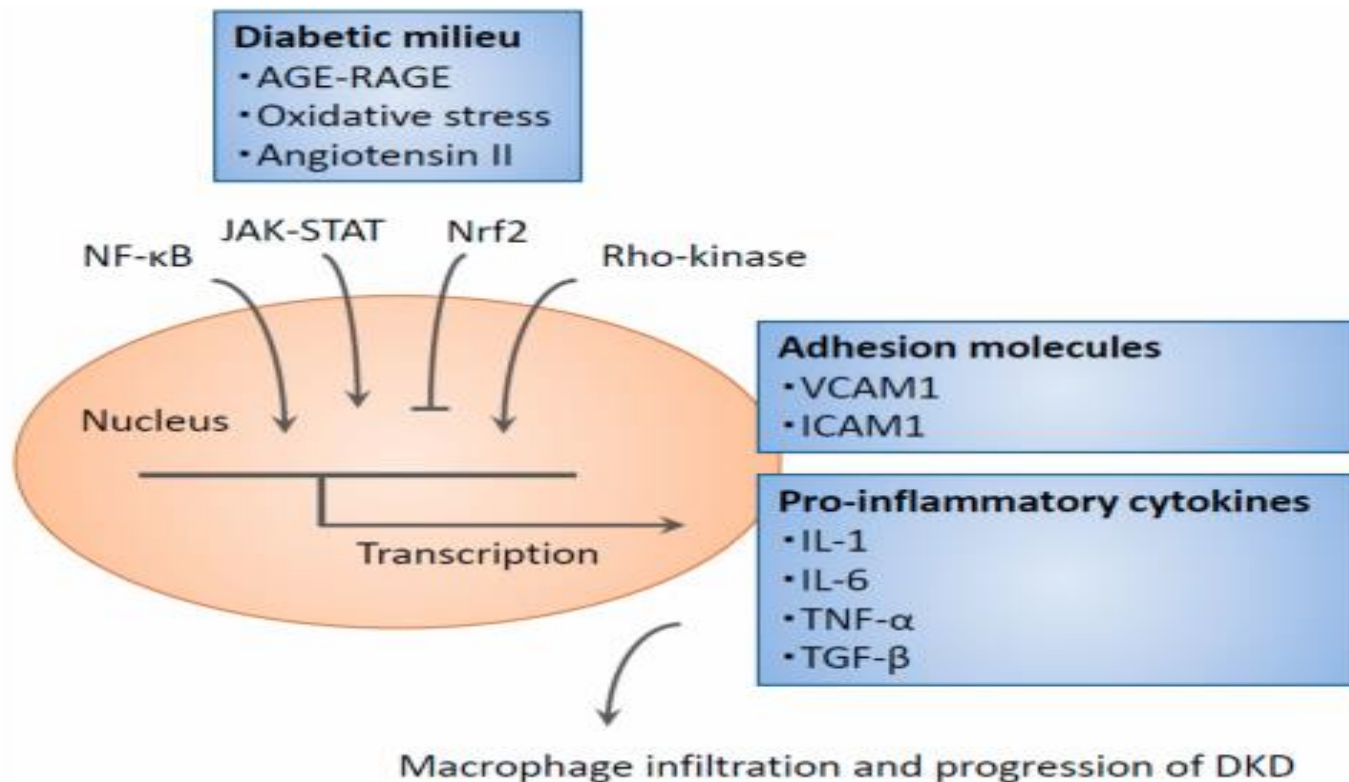 Diabetic milieu
・AGE-RAGE
・Oxidative stress
・Angiotensin II
JAK-STAT
Nrf2
NF-κB
Rho-kinase
Nucleus
Transcription
Adhesion molecules
・VCAM1
・ICAM1
Pro-inflammatory cytokines
・IL-1
・IL-6
・TNF-α
・TGF-β
Macrophage infiltration and progression of DKD